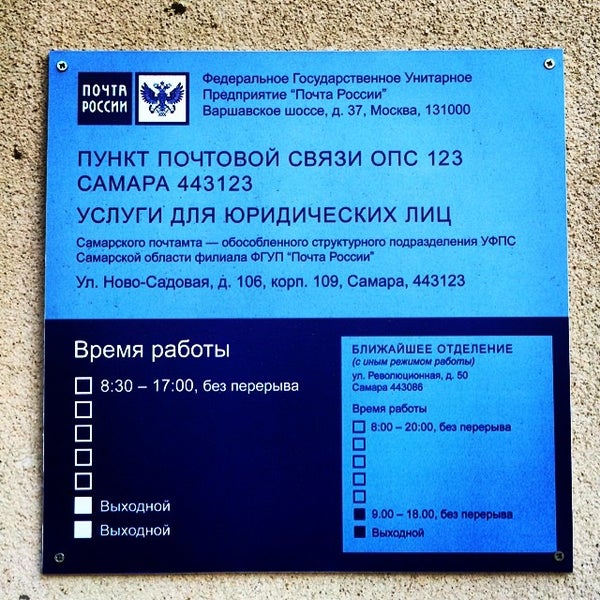 ПОЧТА
РОССИИ
Федеральное Государственное Унитарное
Предприятие "Почта России"
Варшавское шоссе, д. 37, Москва, 131000
ПУНКТ ПОЧТОВОЙ СВЯЗИ ОПС 123
САМАРА 443123
УСЛУГИ ДЛЯ ЮРИДИЧЕСКИХ ЛИЦ
Самарского почтамта — обособленного структурного подразделения УФПС
Самарской области филиала ФГУП "Почта России"
Ул. Ново-Садовая, д. 106, корп. 109, Самара, 443123
Время работы
8:30 – 17:00, без перерыва
Выходной
Выходной
БЛИЖАЙШЕЕ ОТДЕЛЕНИЕ
(с иным режимом работы)
ул. Революционная, д. 50
Самара 443086
Время работы
8:00 – 20:00, без перерыва
9.00 – 18.00, без перерыва
Выходной